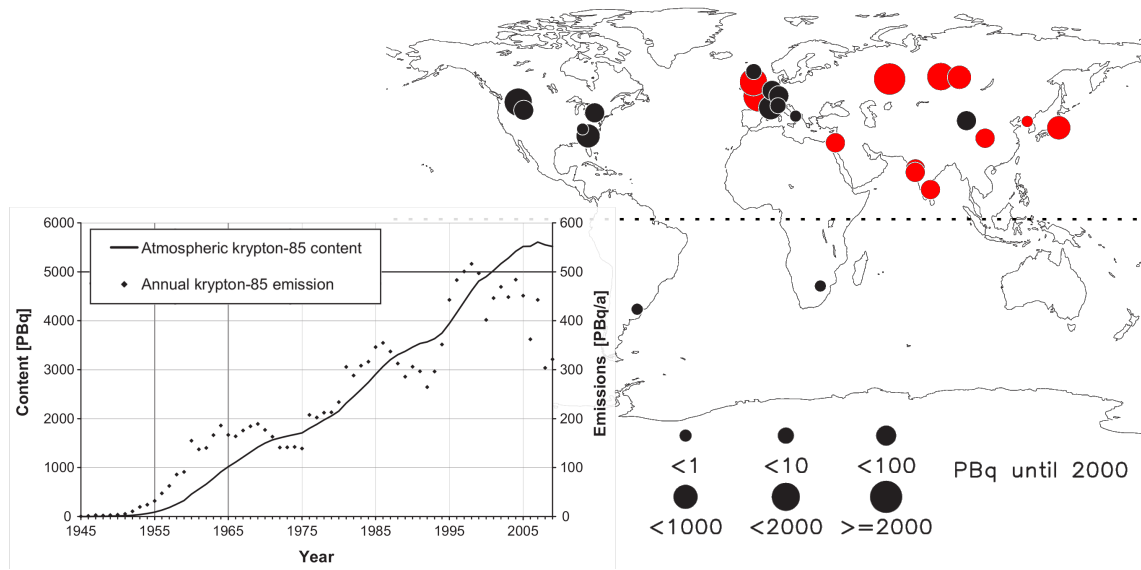 6000
5000
4000
3000
2000
1000
0
Content [PBq]
Atmospheric krypton-85 content
Annual krypton-85 emission
600
500
400
300
200
100
0
Emissions [PBq/a]
1945 1955 1965 1975 1985 1995 2005
Year
<1 <10 <100
PBq until 2000
<1000 <2000 >=2000